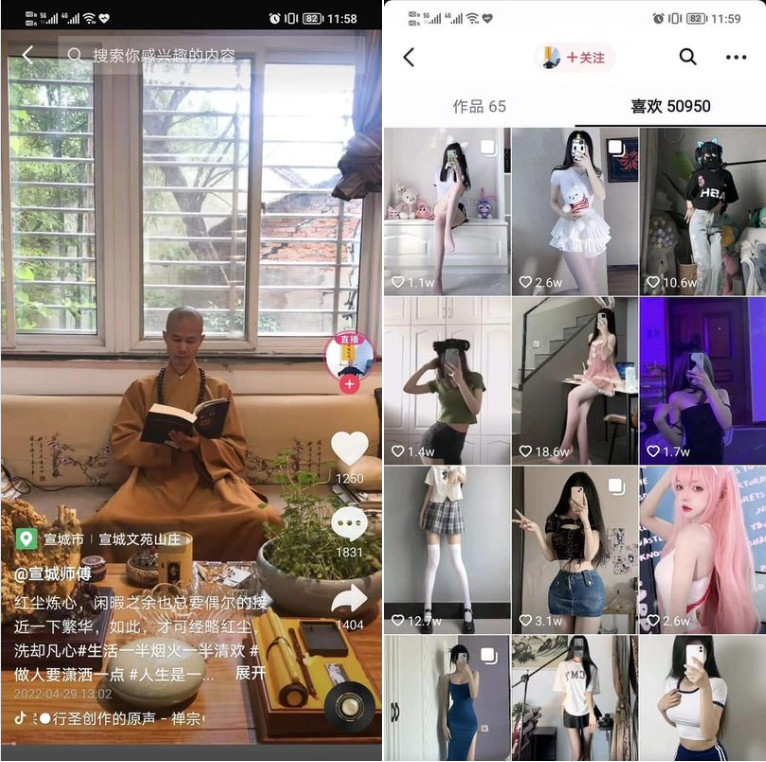 11:58
82
搜索你感兴趣的内容
直播
1250
1831
1404
宣城市 | 宣城文苑山庄
@宣城师傅
红尘炼心，闲暇之余也总要偶尔的接
近一下繁华，如此，才可经略红尘，
洗却凡心#生活一半烟火一半清欢 #
做人要潇洒一点 #人生是一... 展开
2022-04-29 13:02
行圣创作的原声 - 禅宗
82 11:59
+关注
作品 65
喜欢 50950
1.1w
2.6w
10.6w
1.4w
18.6w
1.7w
12.7w
3.1w
2.6w